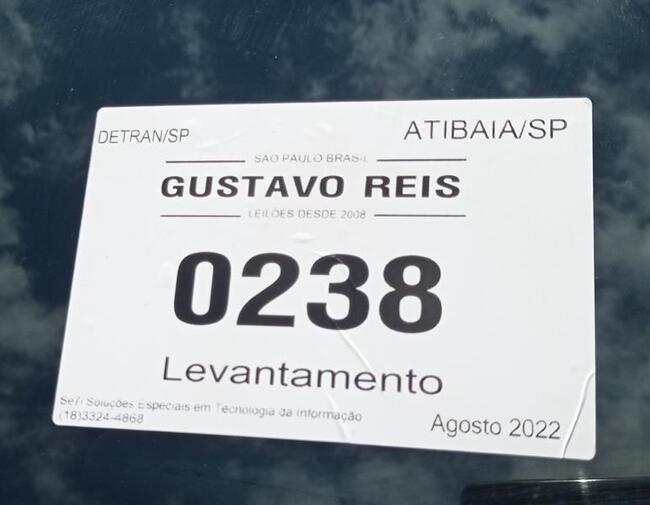 DETRAN/SP
ATIBAIA/SP
SÃO PAULO BRASIL
GUSTAVO REIS
LEILÕES DESDE 2008
0238
Levantamento
Se7i Soluções Especiais em Tecnologia da Informação
(18)3324-4868
Agosto 2022